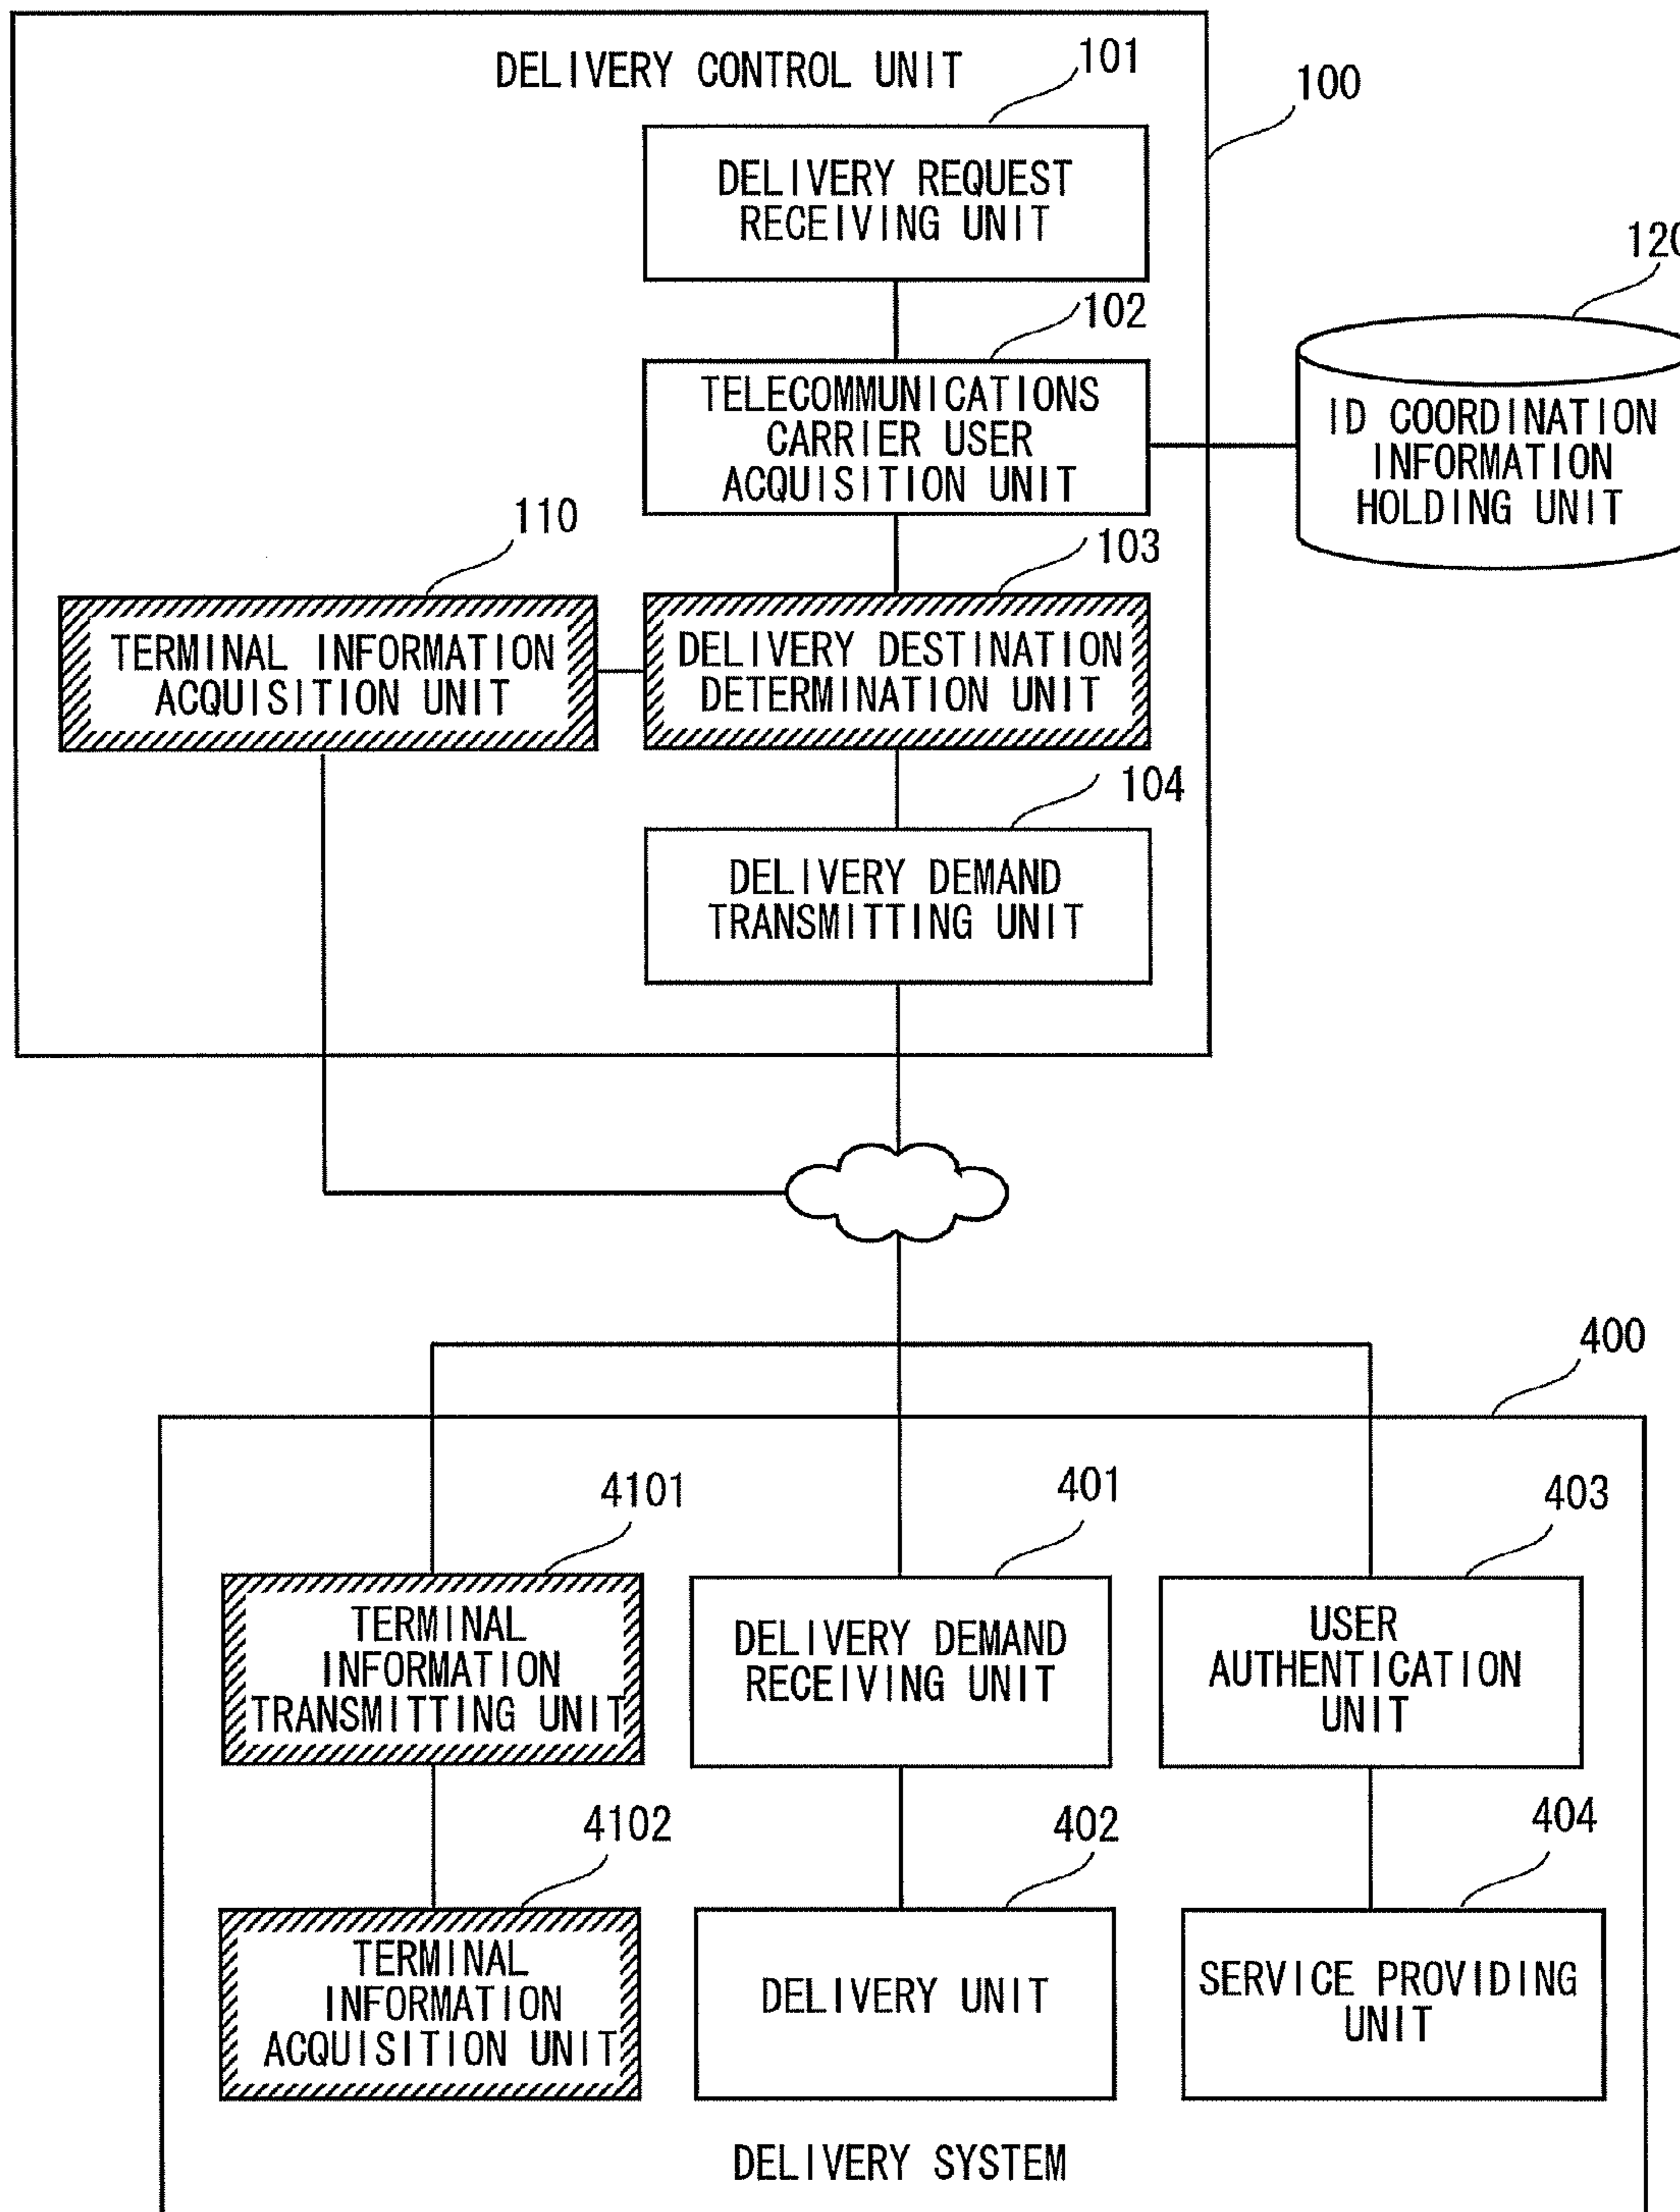 DELIVERY CONTROL UNIT
101
100
DELIVERY REQUEST
RECEIVING UNIT
120
102
TELECOMMUNICATIONS
CARRIER USER
ACQUISITION UNIT
ID COORDINATION
INFORMATION
HOLDING UNIT
110
103
TERMINAL INFORMATION
ACQUISITION UNIT
DELIVERY DESTINATION
DETERMINATION UNIT
104
DELIVERY DEMAND
TRANSMITTING UNIT
400
4101
401
403
TERMINAL
INFORMATION
TRANSMITTING UNIT
DELIVERY DEMAND
RECEIVING UNIT
USER
AUTHENTICATION
UNIT
4102
402
404
TERMINAL
INFORMATION
ACQUISITION UNIT
DELIVERY UNIT
SERVICE PROVIDING
UNIT
DELIVERY SYSTEM